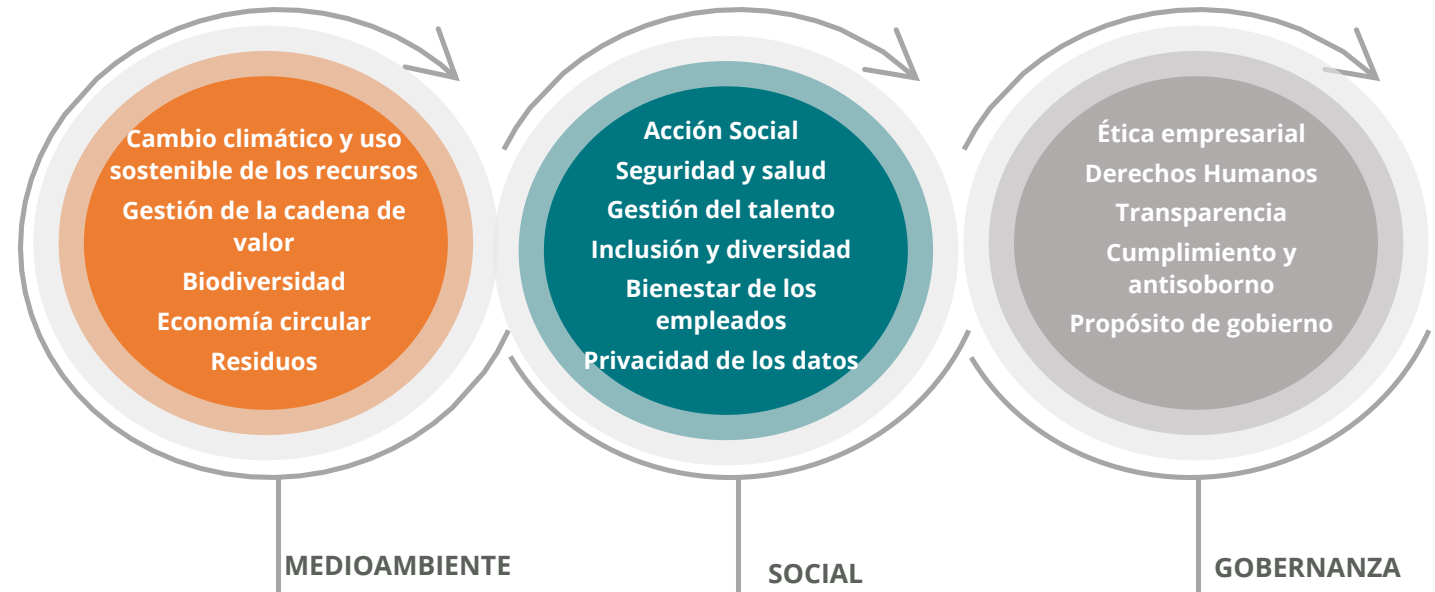 Cambio climático y uso
sostenible de los recursos
Gestión de la cadena de
valor
Biodiversidad
Economía circular
Residuos
MEDIOAMBIENTE
Acción Social
Seguridad y salud
Gestión del talento
Inclusión y diversidad
Bienestar de los
empleados
Privacidad de los datos
SOCIAL
Ética empresarial
Derechos Humanos
Transparencia
Cumplimiento y
antisoborno
Propósito de gobierno
GOBERNANZA